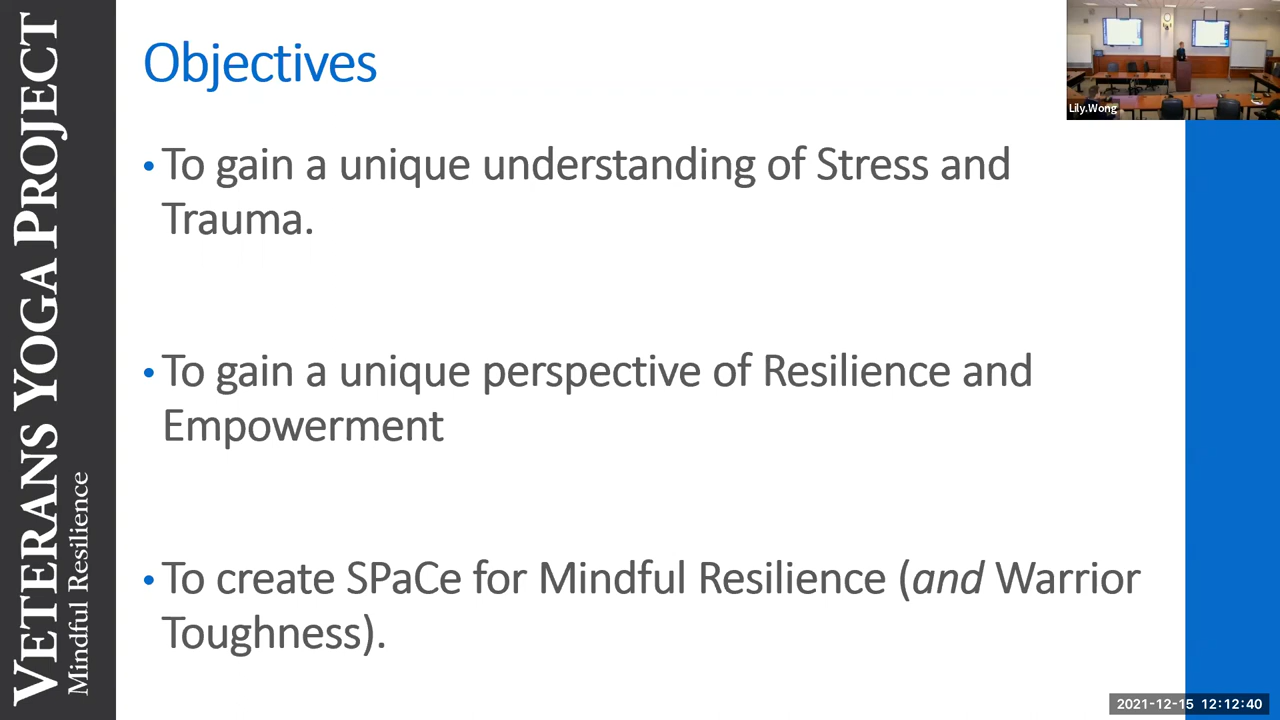 VETERANS YOGA PROJECT
Mindful Resilience
Objectives
• To gain a unique understanding of Stress and
Trauma.
• To gain a unique perspective of Resilience and
Empowerment
• To create SPaCe for Mindful Resilience (and Warrior
Toughness).
Lily.Wong
2021-12-15 12:12:40